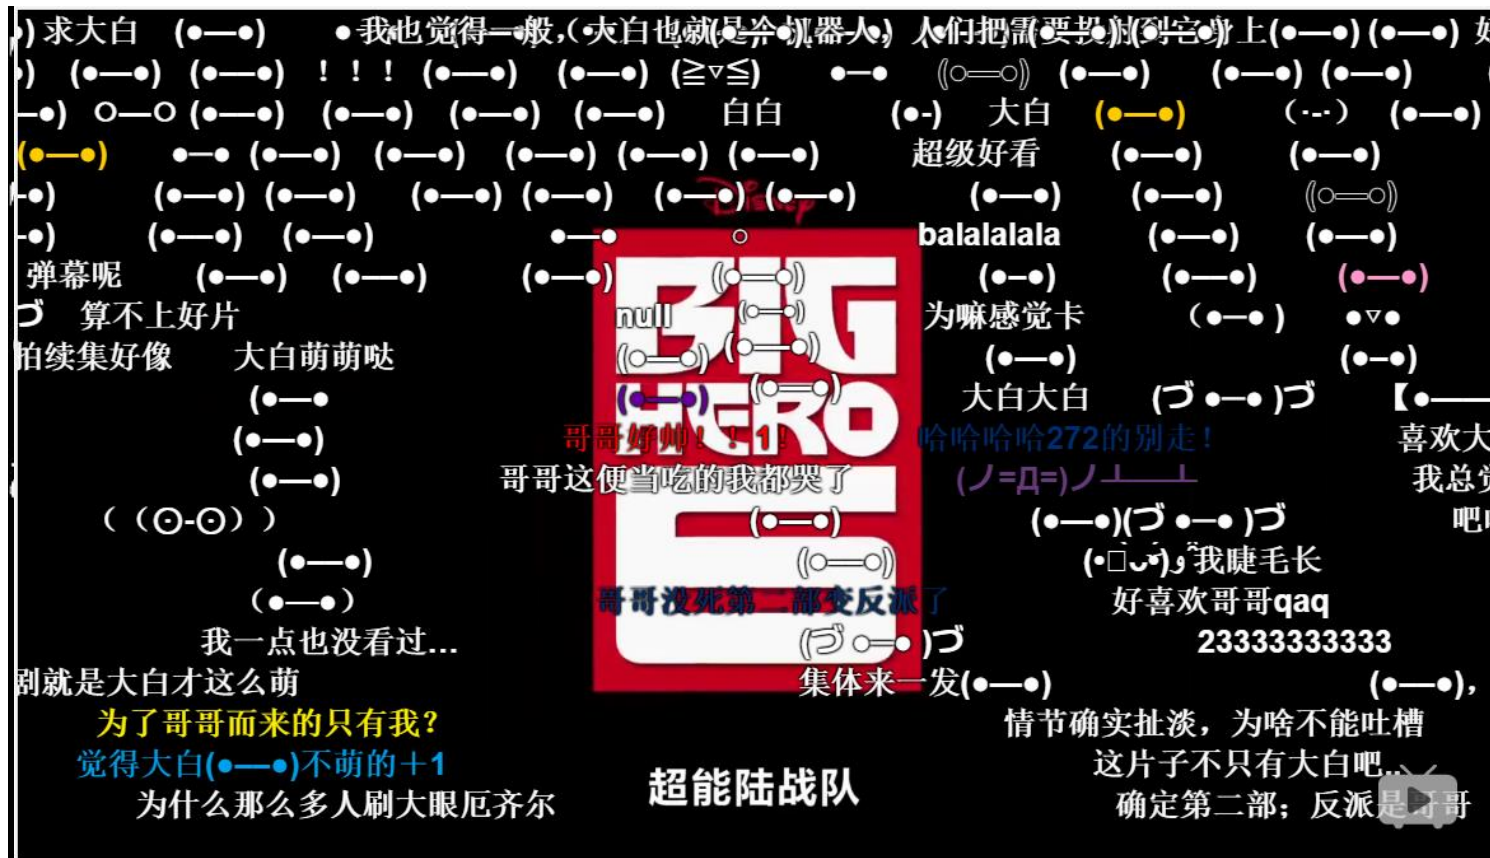 ) 求大白 (●—●) ●我也觉得一般，(大白也就是个机器人，人们把需要投射到它身上(●—●) (●—●) 好
) (●—●) (●—●) ！！！ (●—●) (●—●) (≧▽≦) ●—● ((○—○)) (●—●) (●—●) (●—●)
—●) ○—○ (●—●) (●—●) (●—●) (●—●) 白白 (●-) 大白 (●—●) （·-·） (●—●)
(●—●) ●—● (●—●) (●—●) (●—●) (●—●) (●—●) 超级好看 (●—●) (●—●)
-●) (●—●) (●—●) (●—●) (●—●) Disney (●—●) (●—●) (●—●) (●—●) ((○—○))
-●) (●—●) (●—●) ●—● ○ balalalala (●—●) (●—●)
弹幕呢 (●—●) (●—●) (●—●) (●—●) (●–●) (●—●) (●—●)
づ 算不上好片 null (●—●) 为嘛感觉卡 （●—● ) ●▽●
拍续集好像 大白萌萌哒 (●—●) (●—●) (●—●) (●–●)
BIG
(●—● (●—●) (●—●) 大白大白 (づ ●—● )づ 【●——
HERO
(●—●) 哥哥好帅！！1！ 哈哈哈哈272的别走！ 喜欢大
(●—●) 哥哥这便当吃的我都哭了 (ノ=Д=)ノ┻━┻ 我总觉
6
（（⊙-⊙）） (●—●) (●—●)(づ ●—● )づ 吧
(●—●) (○—○) 我睫毛长
（●—●） 哥哥没死第二部变反派了 好喜欢哥哥qaq
我一点也没看过... (づ ●—● )づ 23333333333
剧就是大白才这么萌 集体来一发(●—●) (●—●)，
为了哥哥而来的只有我？ 情节确实扯淡，为啥不能吐槽
觉得大白(●—●)不萌的＋1 这片子不只有大白吧...
超能陆战队
为什么那么多人刷大眼厄齐尔 确定第二部；反派是哥哥